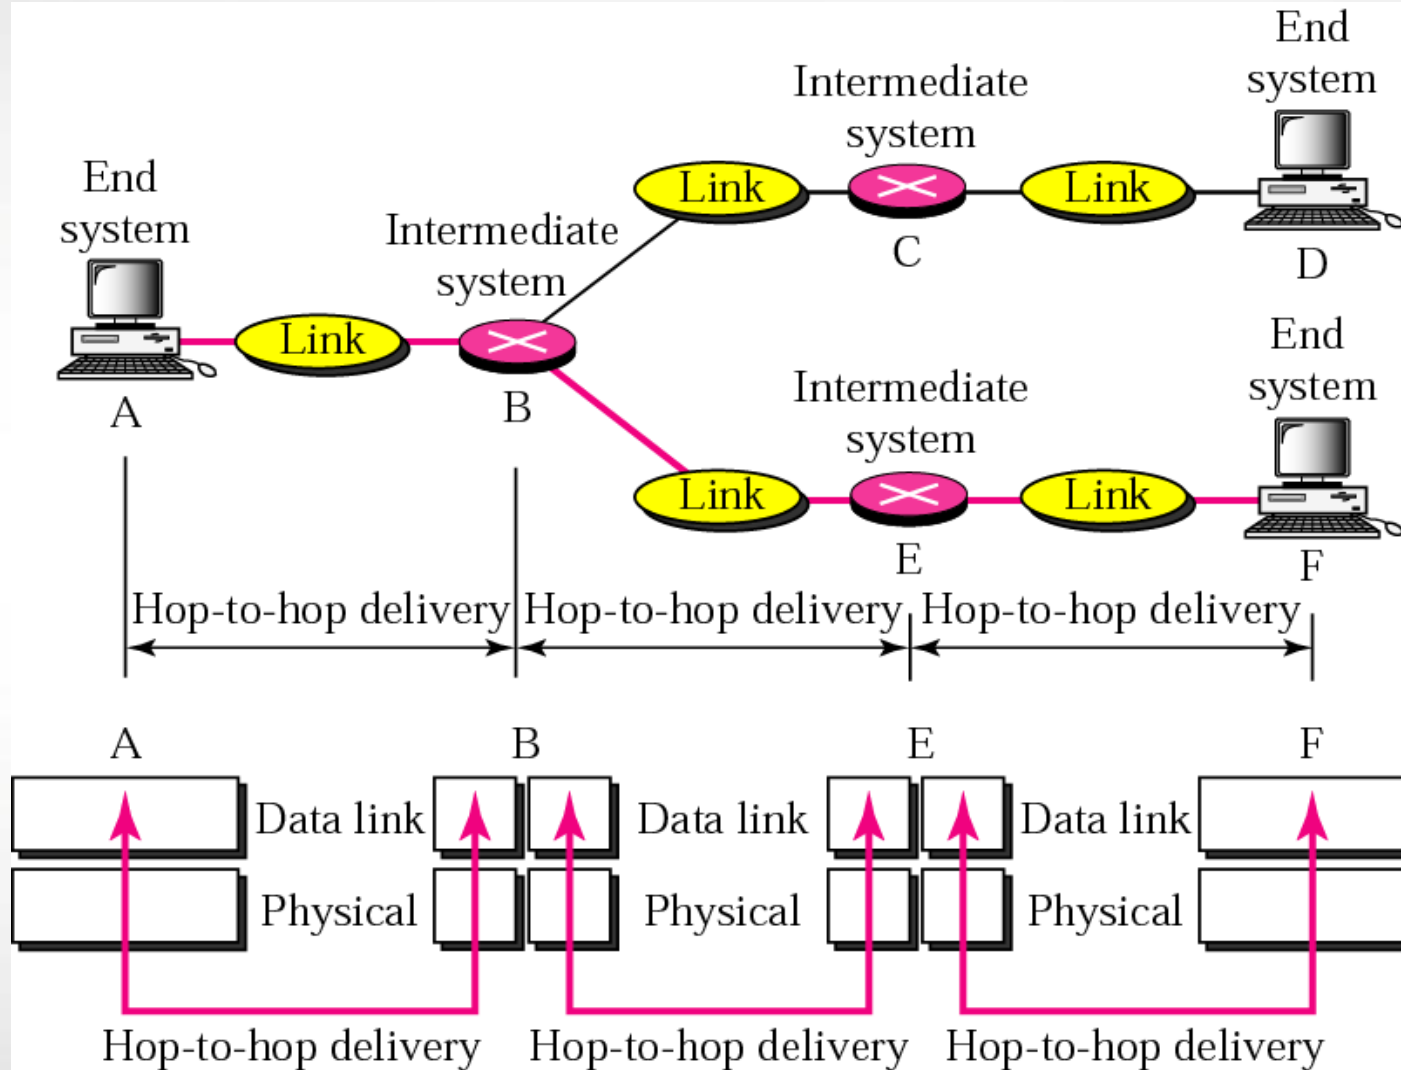 End
system
Intermediate
system
Link
C
Link
D
End
system
A
Link
Intermediate
system
B
Intermediate
system
Link
E
Link
End
system
F
Hop-to-hop delivery
Hop-to-hop delivery
Hop-to-hop delivery
A
B
E
F
Data link
Data link
Data link
Physical
Physical
Physical
Hop-to-hop delivery
Hop-to-hop delivery
Hop-to-hop delivery